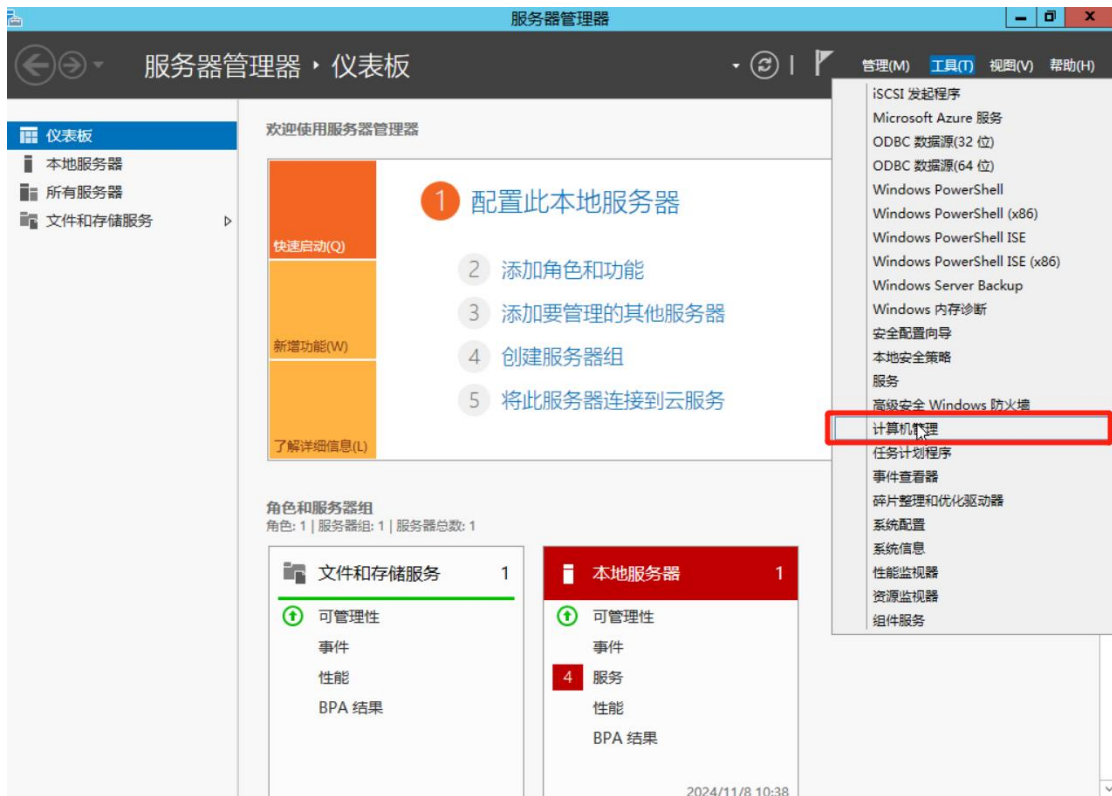 服务器管理器
服务器管理器 · 仪表板
管理(M) 工具(T) 视图(V) 帮助(H)
仪表板
本地服务器
所有服务器
文件和存储服务
欢迎使用服务器管理器
快速启动(Q)
新增功能(W)
了解详细信息(L)
1 配置此本地服务器
2 添加角色和功能
3 添加要管理的其他服务器
4 创建服务器组
5 将此服务器连接到云服务
角色和服务器组
角色: 1 | 服务器组: 1 | 服务器总数: 1
文件和存储服务 1
可管理性
事件
性能
BPA 结果
本地服务器 1
可管理性
事件
4 服务
性能
BPA 结果
2024/11/8 10:38
iSCSI 发起程序
Microsoft Azure 服务
ODBC 数据源(32 位)
ODBC 数据源(64 位)
Windows PowerShell
Windows PowerShell (x86)
Windows PowerShell ISE
Windows PowerShell ISE (x86)
Windows Server Backup
Windows 内存诊断
安全配置向导
本地安全策略
服务
高级安全 Windows 防火墙
计算机管理
任务计划程序
事件查看器
碎片整理和优化驱动器
系统配置
系统信息
性能监视器
资源监视器
组件服务